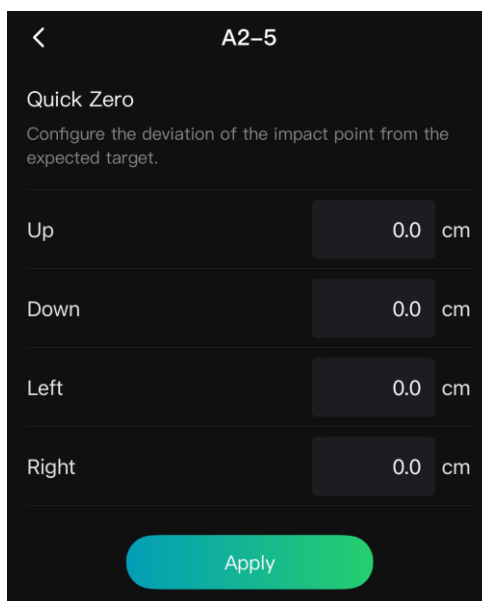 A2-5
Quick Zero
Configure the deviation of the impact point from the
expected target.
Up 0.0 cm
Down 0.0 cm
Left 0.0 cm
Right 0.0 cm
Apply